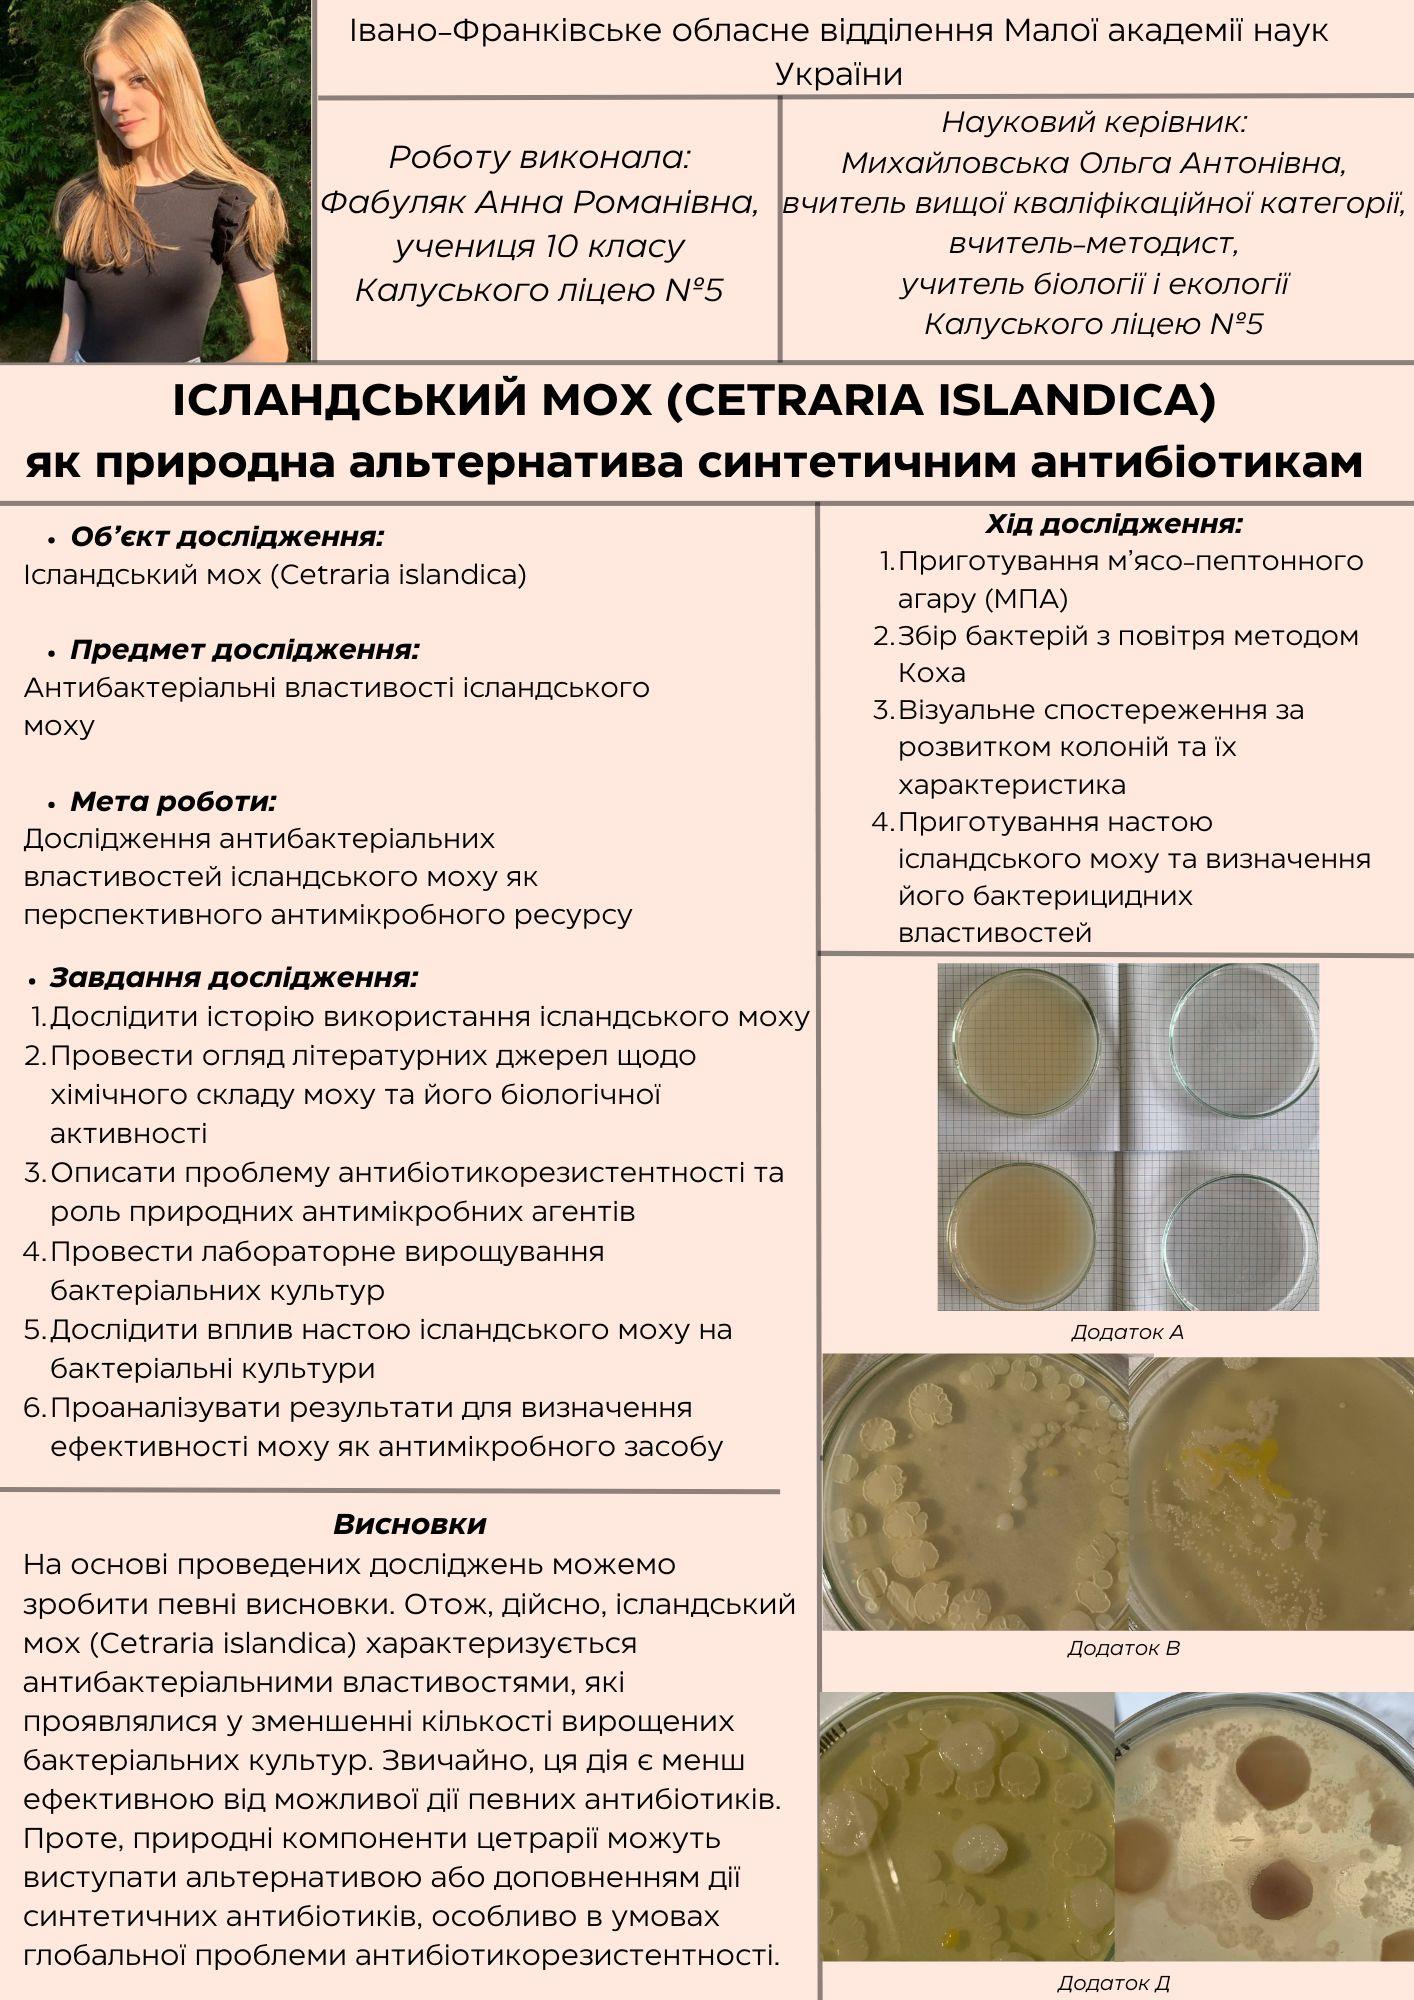 Івано-Франківське обласне відділення Малої академії наук
України
Роботу виконала:
Фабуляк Анна Романівна,
учениця 10 класу
Калуського ліцею №5
Науковий керівник:
Михайловська Ольга Антонівна,
вчитель вищої кваліфікаційної категорії,
вчитель-методист,
учитель біології і екології
Калуського ліцею №5
ІСЛАНДСЬКИЙ МОХ (CETRARIA ISLANDICA)
як природна альтернатива синтетичним антибіотикам
• Об’єкт дослідження:
Ісландський мох (Cetraria islandica)
• Предмет дослідження:
Антибактеріальні властивості ісландського
моху
• Мета роботи:
Дослідження антибактеріальних
властивостей ісландського моху як
перспективного антимікробного ресурсу
• Завдання дослідження:
1. Дослідити історію використання ісландського моху
2. Провести огляд літературних джерел щодо
хімічного складу моху та його біологічної
активності
3. Описати проблему антибіотикорезистентності та
роль природних антимікробних агентів
4. Провести лабораторне вирощування
бактеріальних культур
5. Дослідити вплив настою ісландського моху на
бактеріальні культури
6. Проаналізувати результати для визначення
ефективності моху як антимікробного засобу
Висновки
На основі проведених досліджень можемо
зробити певні висновки. Отож, дійсно, ісландський
мох (Cetraria islandica) характеризується
антибактеріальними властивостями, які
проявлялися у зменшенні кількості вирощених
бактеріальних культур. Звичайно, ця дія є менш
ефективною від можливої дії певних антибіотиків.
Проте, природні компоненти цетрарії можуть
виступати альтернативою або доповненням дії
синтетичних антибіотиків, особливо в умовах
глобальної проблеми антибіотикорезистентності.
Хід дослідження:
1. Приготування м’ясо-пептонного
агару (МПА)
2. Збір бактерій з повітря методом
Коха
3. Візуальне спостереження за
розвитком колоній та їх
характеристика
4. Приготування настою
ісландського моху та визначення
його бактерицидних
властивостей
Додаток А
Додаток В
Додаток Д